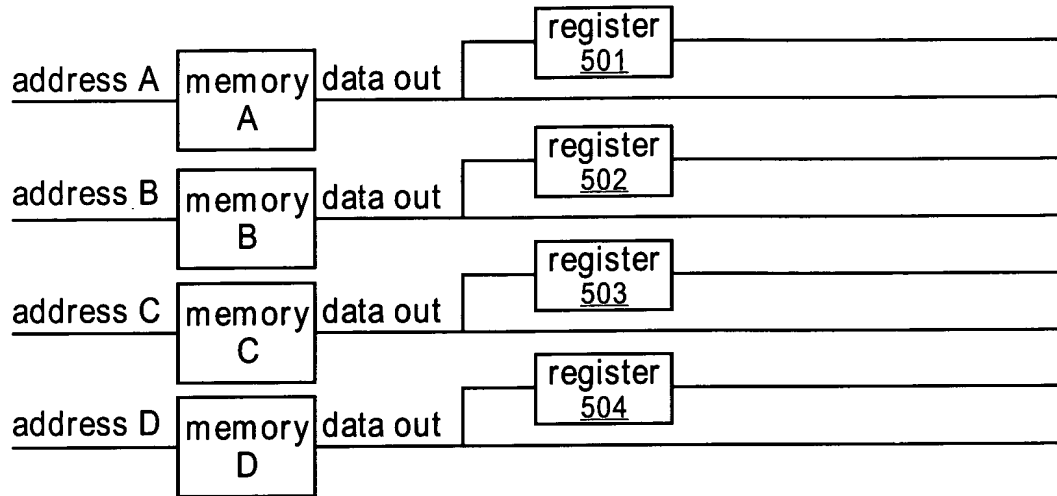 register
501
address A
memory
A
data out
register
502
address B
memory
B
data out
register
503
address C
memory
C
data out
register
504
address D
memory
D
data out